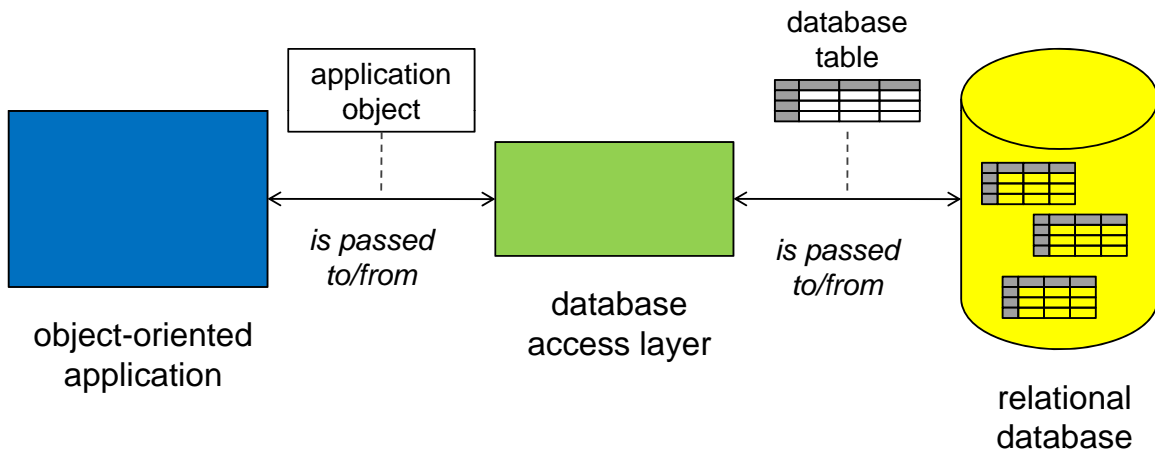 application
object
database
table
is passed
to/from
is passed
to/from
object-oriented
application
database
access layer
relational
database